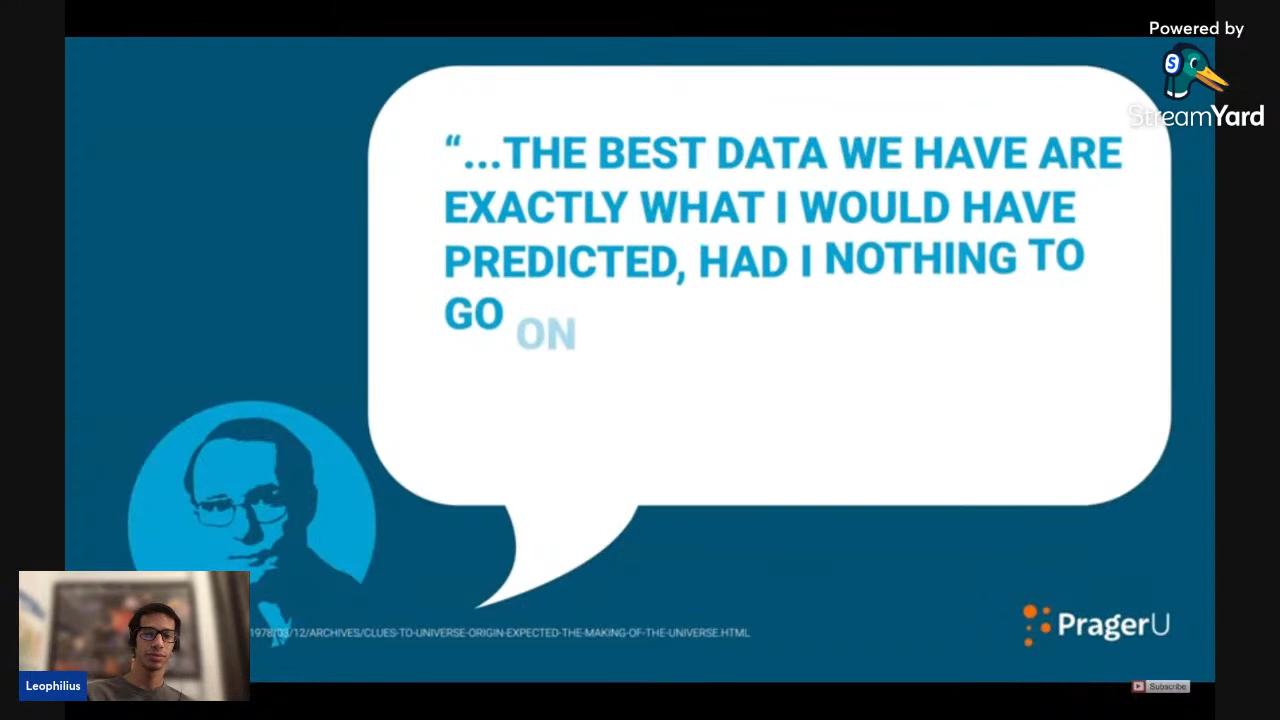 Powered by
StreamYard
“...THE BEST DATA WE HAVE ARE
EXACTLY WHAT I WOULD HAVE
PREDICTED, HAD I NOTHING TO
GO ON
1978/03/12/ARCHIVES/CLUES-TO-UNIVERSE-ORIGIN-EXPECTED-THE-MAKING-OF-THE-UNIVERSE.HTML
PragerU
Subscribe
Leophilius